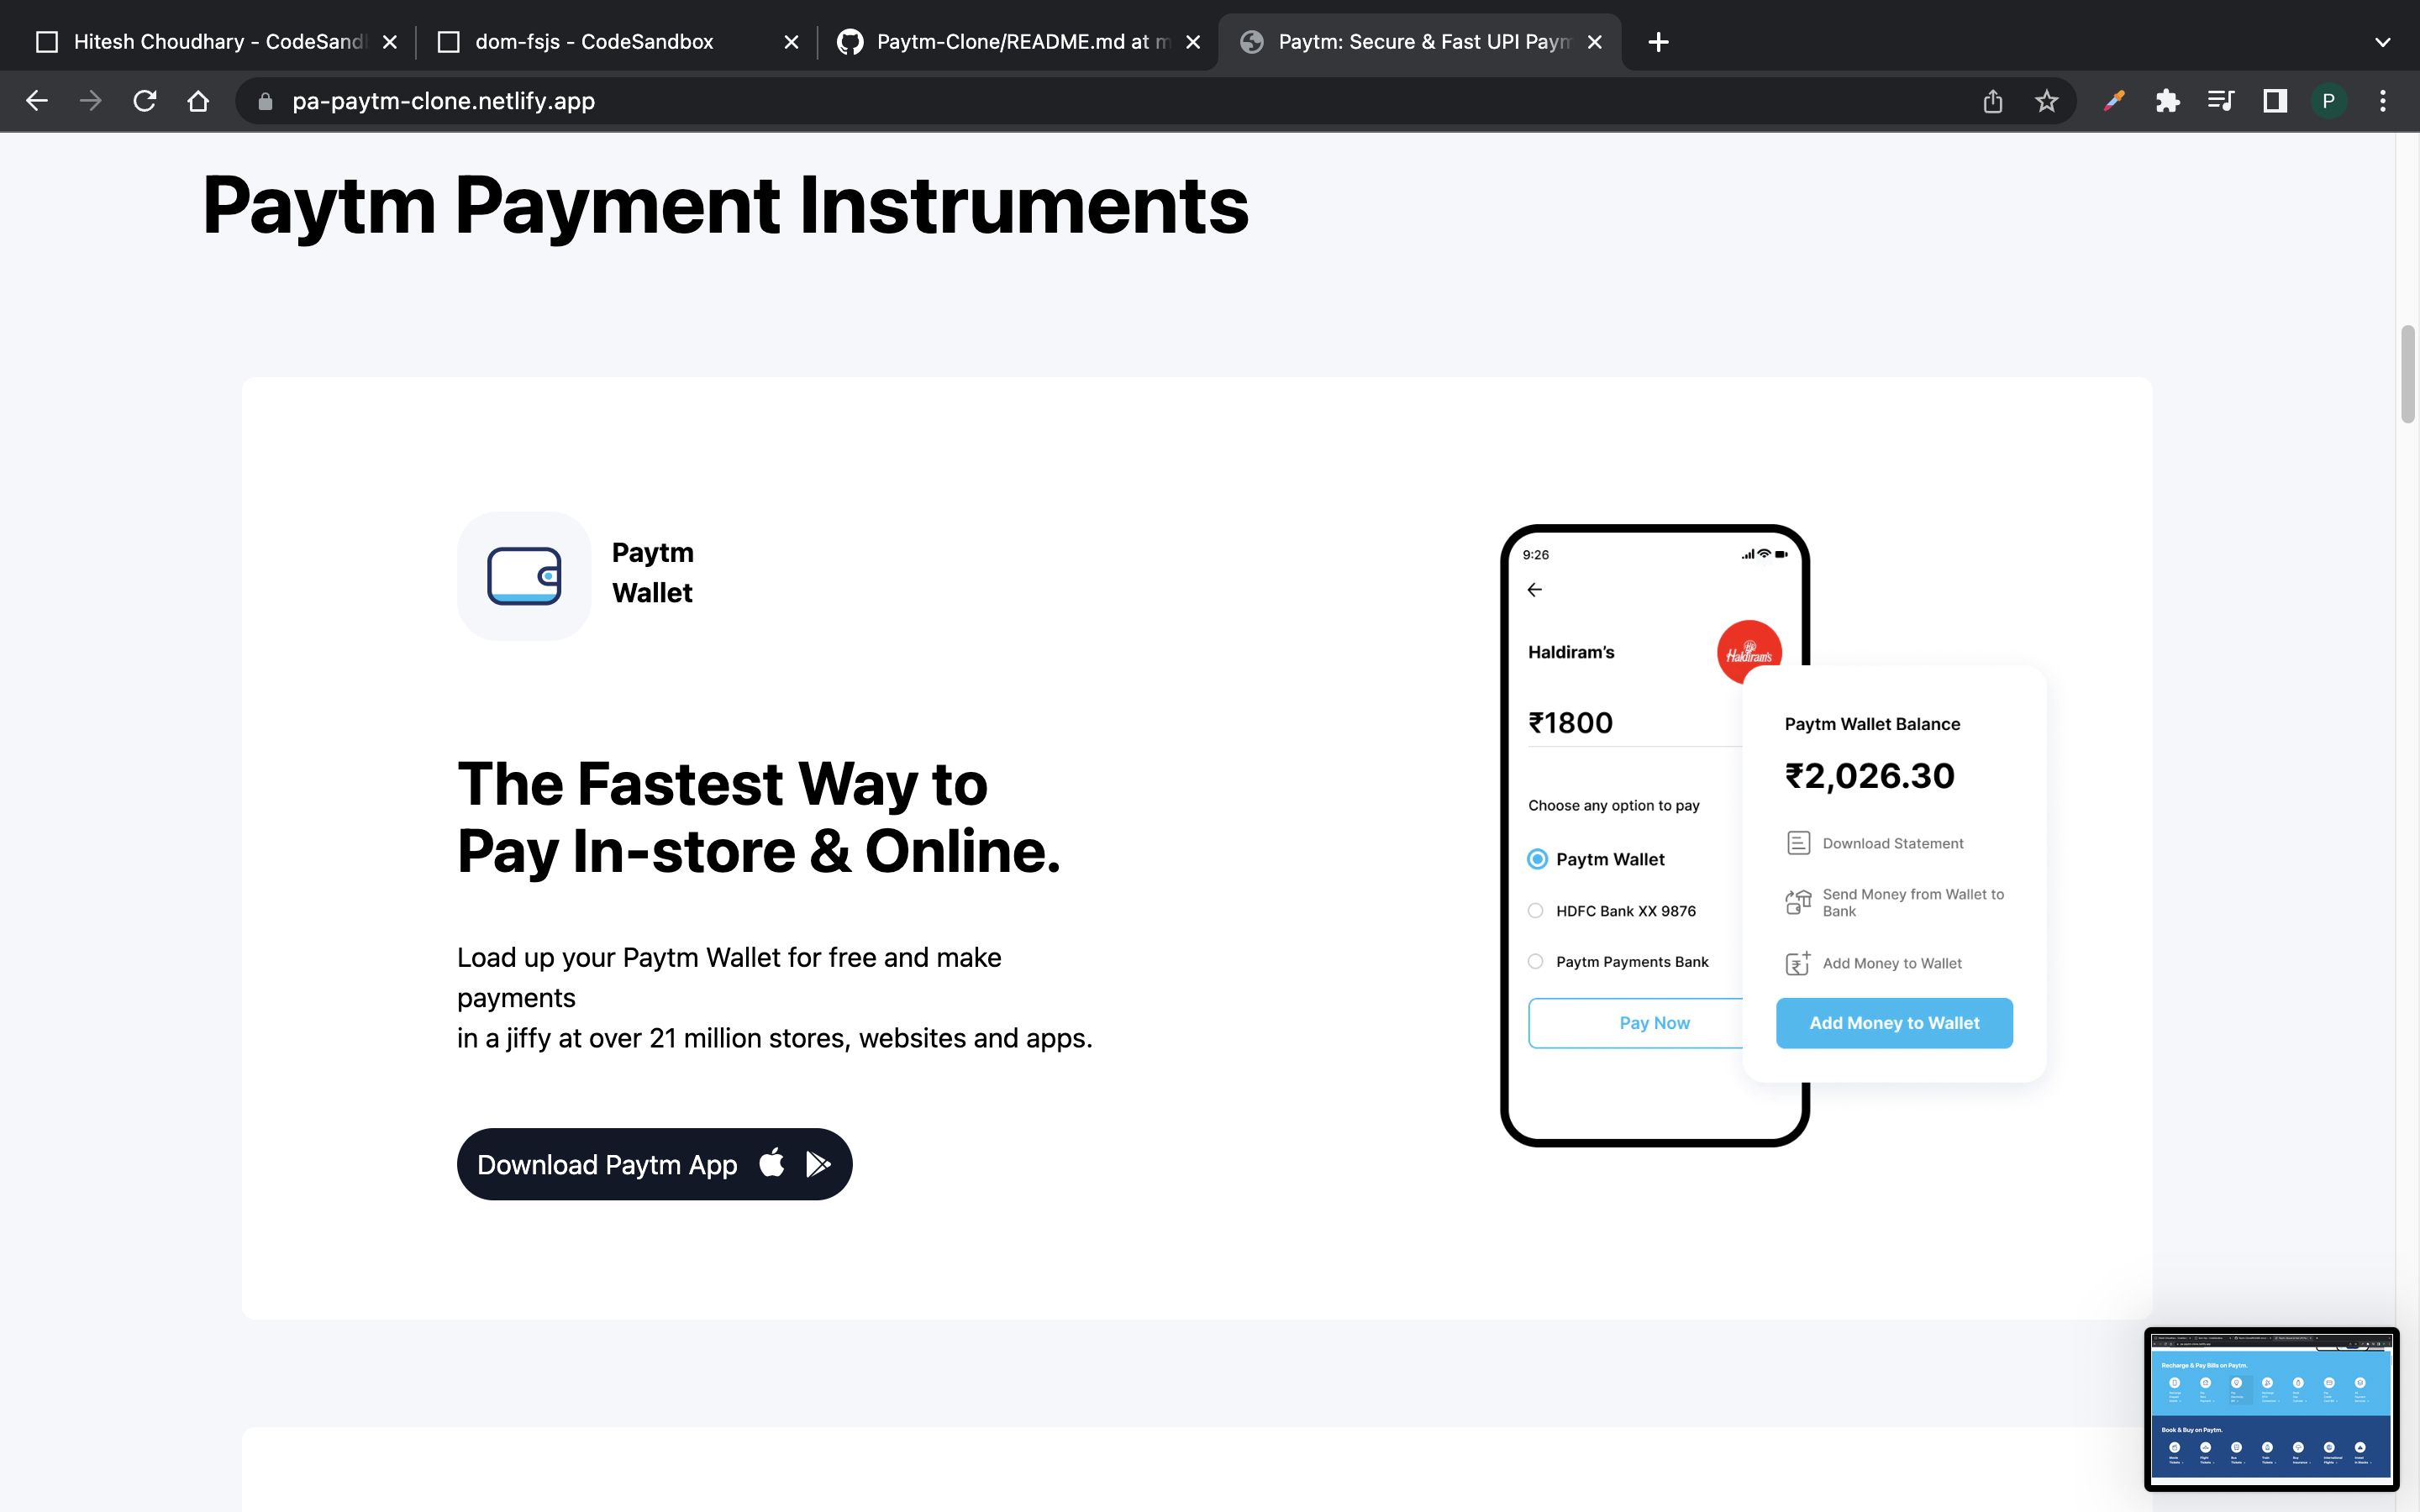 Hitesh Choudhary - CodeSand
dom-fsjs - CodeSandbox
Paytm-Clone/README.md at m
Paytm: Secure & Fast UPI Paym
pa-paytm-clone.netlify.app
P
Paytm Payment Instruments
Paytm
Wallet
The Fastest Way to
Pay In-store & Online.
Load up your Paytm Wallet for free and make
payments
in a jiffy at over 21 million stores, websites and apps.
Download Paytm App
9:26
Haldiram's
Haldiram's
₹1800
Choose any option to pay
Paytm Wallet
HDFC Bank XX 9876
Paytm Payments Bank
Pay Now
Paytm Wallet Balance
₹2,026.30
Download Statement
Send Money from Wallet to
Bank
Add Money to Wallet
Add Money to Wallet
Recharge & Pay Bills on Paytm.
Book & Buy on Paytm.